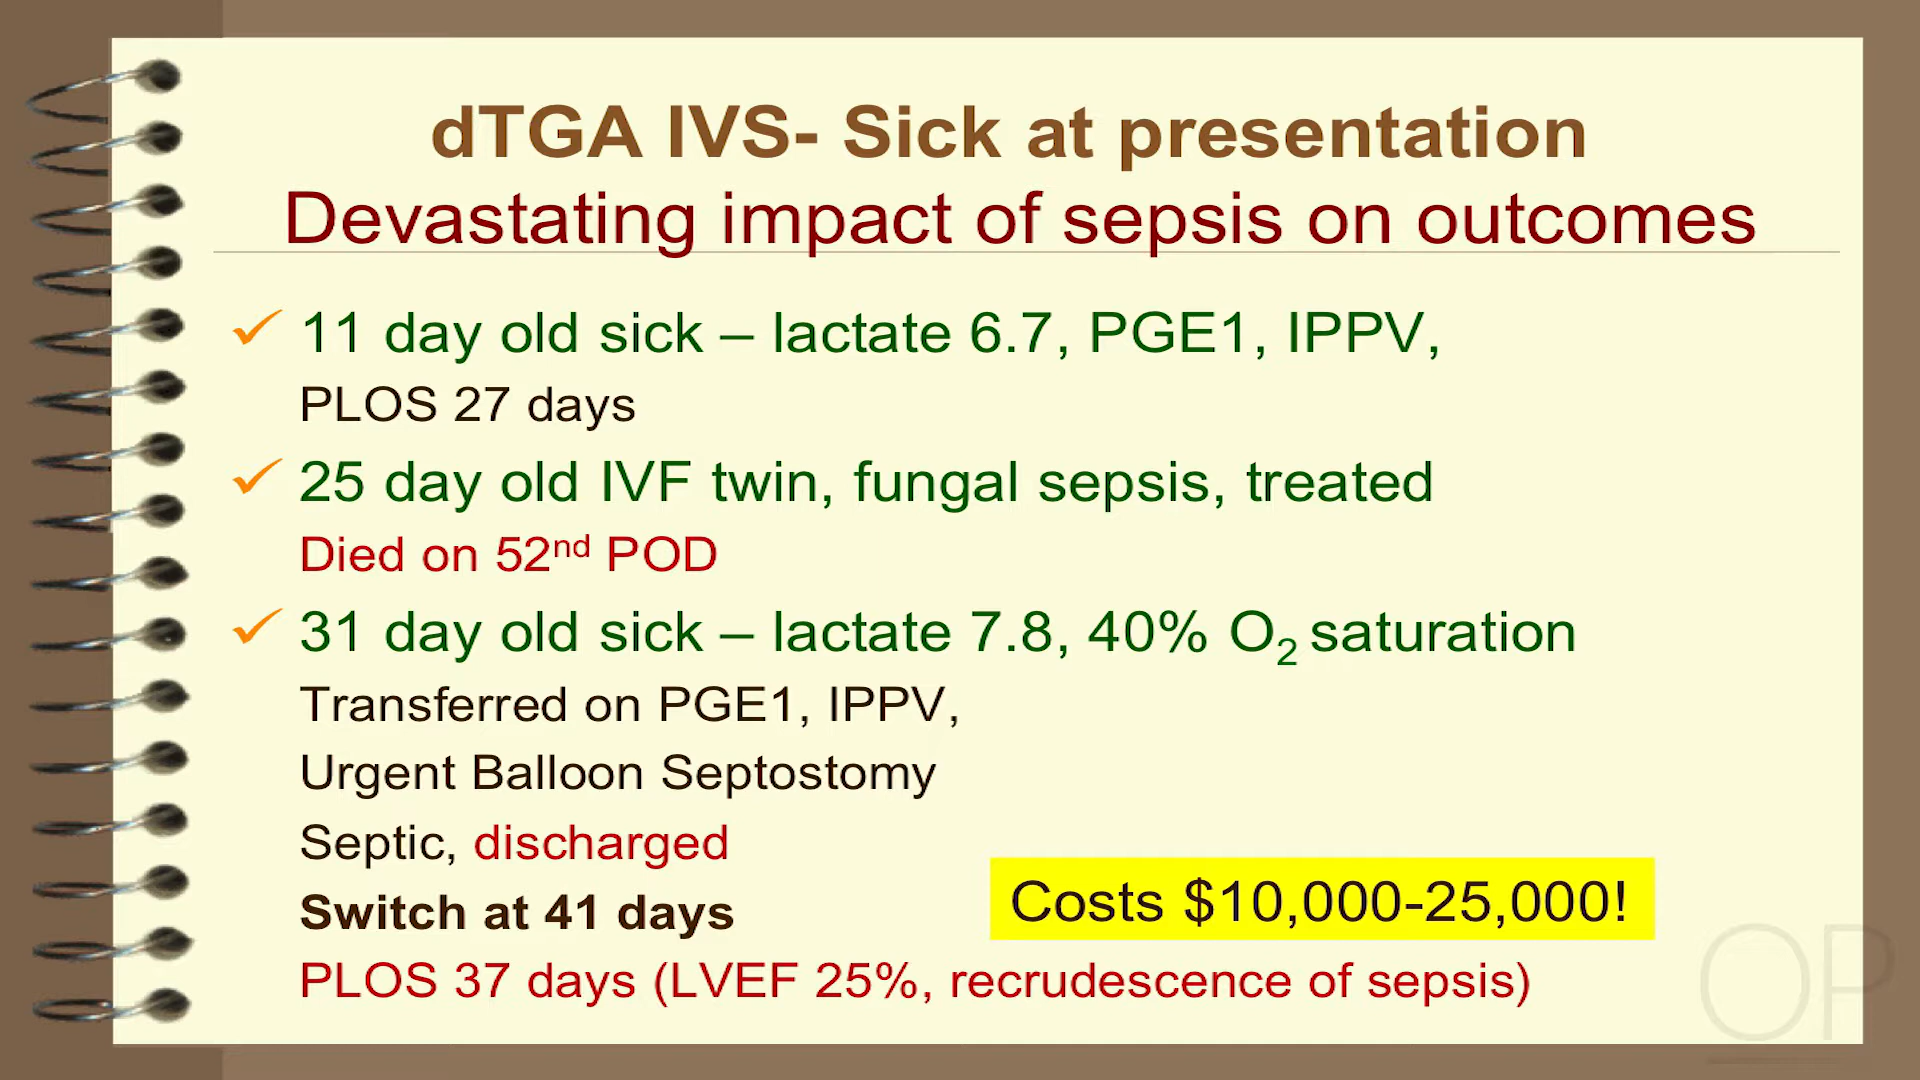 dTGA IVS- Sick at presentation
Devastating impact of sepsis on outcomes
11 day old sick – lactate 6.7, PGE1, IPPV,
PLOS 27 days
25 day old IVF twin, fungal sepsis, treated
Died on 52nd POD
31 day old sick – lactate 7.8, 40% O2 saturation
Transferred on PGE1, IPPV,
Urgent Balloon Septostomy
Septic, discharged
Switch at 41 days
Costs $10,000-25,000!
PLOS 37 days (LVEF 25%, recrudescence of sepsis)
OP